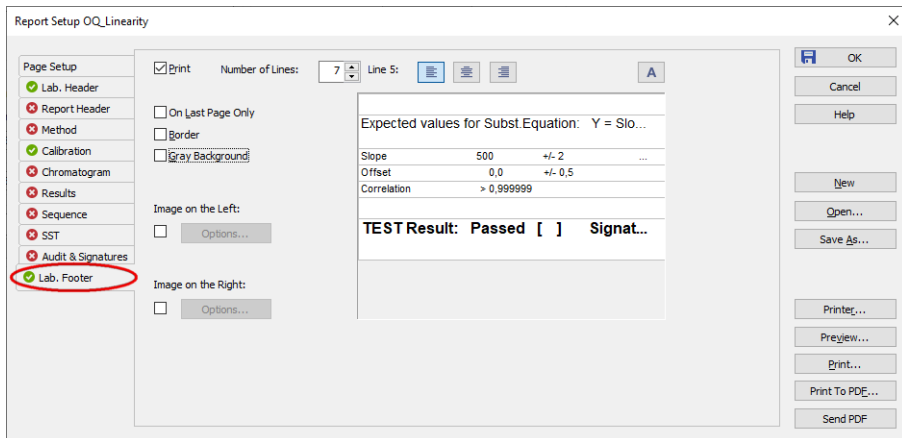 Report Setup OQ_Linearity
Page Setup
Lab. Header
Report Header
Method
Calibration
Chromatogram
Results
Sequence
SST
Audit & Signatures
Lab. Footer
Print Number of Lines: 7 Line 5: A
On Last Page Only
Border
Gray Background
Image on the Left:
Options...
Image on the Right:
Options...
Expected values for Subst.Equation: Y = Slo...
Slope 500 +/- 2 ...
Offset 0,0 +/- 0,5
Correlation > 0,999999
TEST Result: Passed [ ] Signat...
OK
Cancel
Help
New
Open...
Save As...
Printer...
Preview...
Print...
Print To PDF...
Send PDF